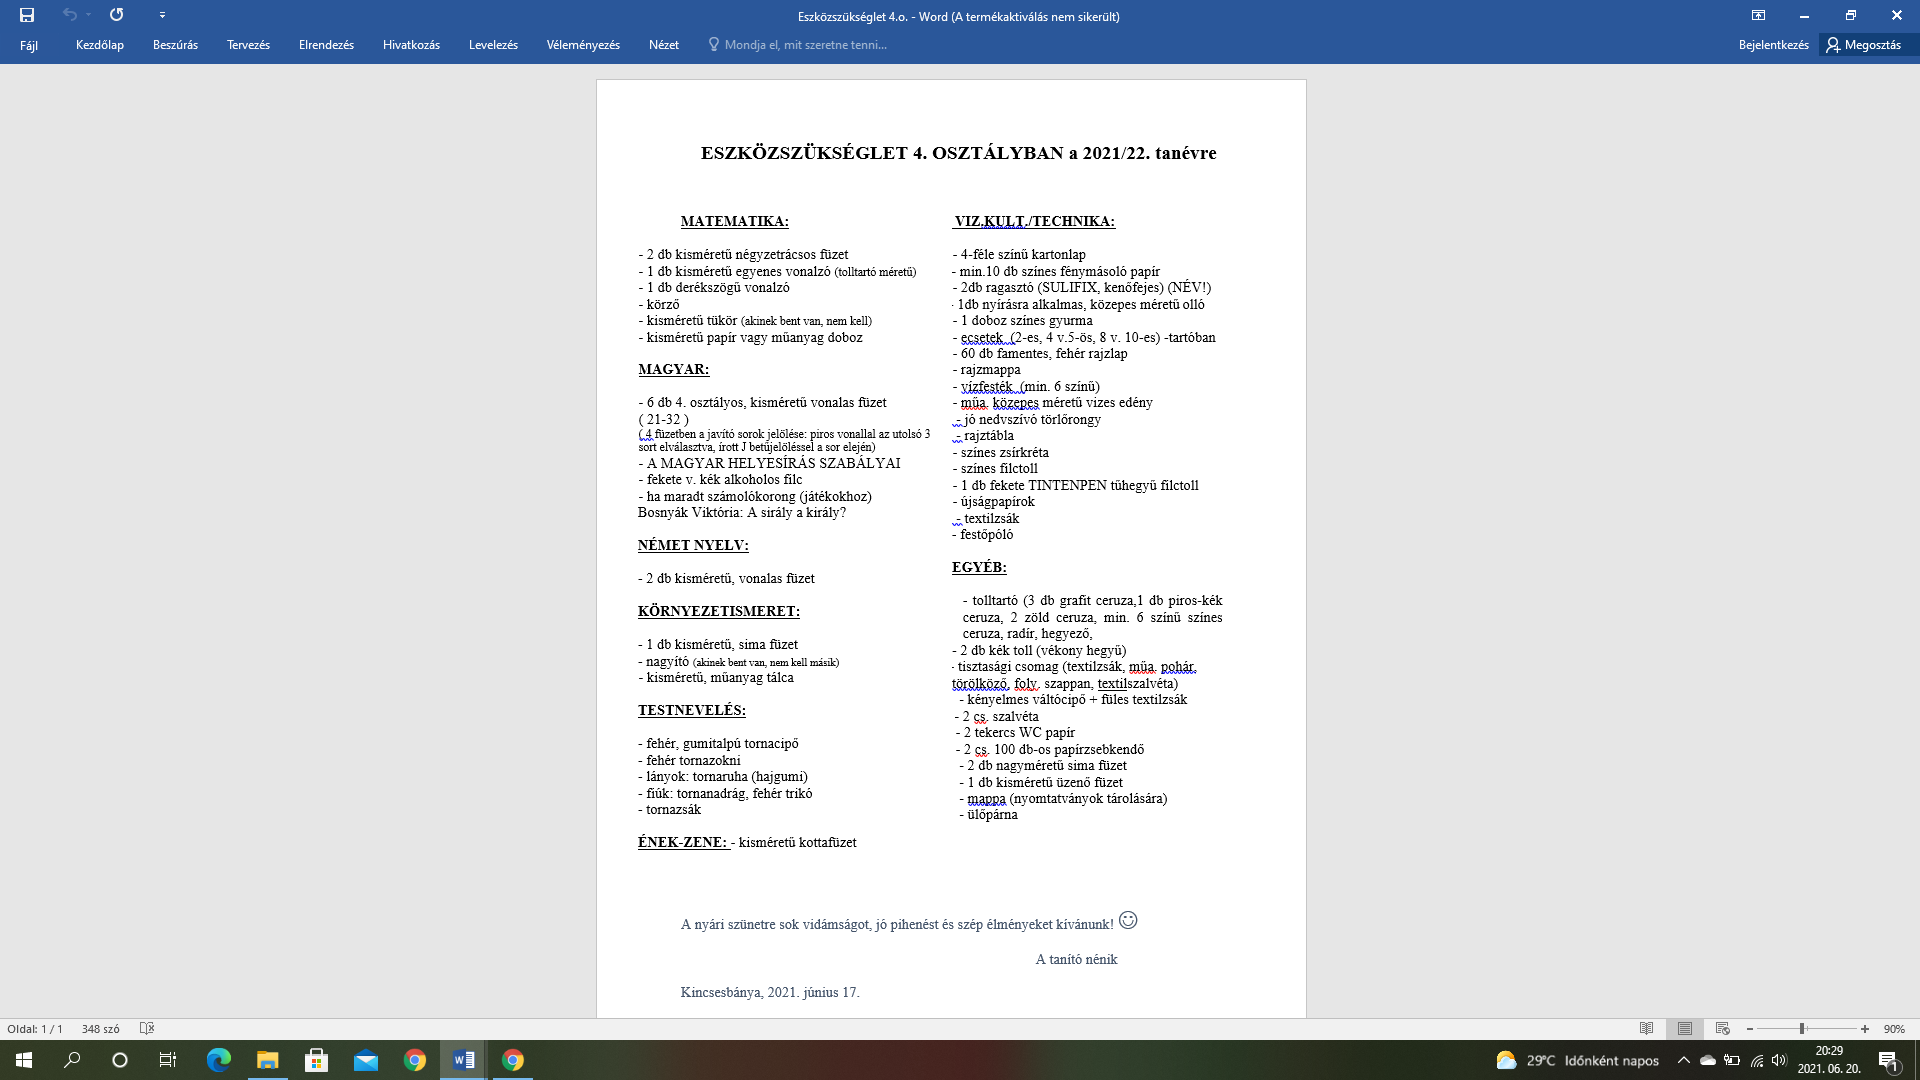 Eszközszükséglet 4.o. - Word (A termékaktiválás nem sikerült)
Fájl Kezdőlap Beszúrás Tervezés Elrendezés Hivatkozás Levelezés Véleményezés Nézet Mondja el, mit szeretne tenni... Bejelentkezés Megosztás
ESZKÖZSZÜKSÉGLET 4. OSZTÁLYBAN a 2021/22. tanévre
MATEMATIKA:
- 2 db kisméretű négyzetrácsos füzet
- 1 db kisméretű egyenes vonalzó (tolltartó méretű)
- 1 db derékszögű vonalzó
- körző
- kisméretű tükör (akinek bent van, nem kell)
- kisméretű papír vagy műanyag doboz
MAGYAR:
- 6 db 4. osztályos, kisméretű vonalas füzet
( 21-32 )
( 4 füzetben a javító sorok jelölése: piros vonallal az utolsó 3
sort elválasztva, írott J betűjelöléssel a sor elején)
- A MAGYAR HELYESÍRÁS SZABÁLYAI
- fekete v. kék alkoholos filc
- ha maradt számolókorong (játékokhoz)
Bosnyák Viktória: A sirály a király?
NÉMET NYELV:
- 2 db kisméretű, vonalas füzet
KÖRNYEZETISMERET:
- 1 db kisméretű, sima füzet
- nagyító (akinek bent van, nem kell másik)
- kisméretű, műanyag tálca
TESTNEVELÉS:
- fehér, gumitalpú tornacipő
- fehér tornazokni
- lányok: tornaruha (hajgumi)
- fiúk: tornanadrág, fehér trikó
- tornazsák
ÉNEK-ZENE: - kisméretű kottafüzet
VIZ.KULT./TECHNIKA:
- 4-féle színű kartonlap
- min.10 db színes fénymásoló papír
- 2db ragasztó (SULIFIX, kenőfejes) (NÉV!)
- 1db nyírásra alkalmas, közepes méretű olló
- 1 doboz színes gyurma
- ecsetek (2-es, 4 v.5-ös, 8 v. 10-es) -tartóban
- 60 db famentes, fehér rajzlap
- rajzmappa
- vízfesték (min. 6 színű)
- műa. közepes méretű vizes edény
- jó nedvszívó törlőrongy
- rajztábla
- színes zsírkréta
- színes filctoll
- 1 db fekete TINTENPEN tűhegyű filctoll
- újságpapírok
- textilzsák
- festőpóló
EGYÉB:
- tolltartó (3 db grafit ceruza,1 db piros-kék
ceruza, 2 zöld ceruza, min. 6 színű színes
ceruza, radír, hegyező,
- 2 db kék toll (vékony hegyű)
- tisztasági csomag (textilzsák, műa. pohár,
törölköző, foly. szappan, textilszalvéta)
- kényelmes váltócipő + füles textilzsák
- 2 cs. szalvéta
- 2 tekercs WC papír
- 2 cs. 100 db-os papírzsebkendő
- 2 db nagyméretű sima füzet
- 1 db kisméretű üzenő füzet
- mappa (nyomtatványok tárolására)
- ülőpárna
A nyári szünetre sok vidámságot, jó pihenést és szép élményeket kívánunk! ☺
A tanító nénik
Kincsesbánya, 2021. június 17.
Oldal: 1 / 1 348 szó 90%
29°C Időnként napos
20:29
2021. 06. 20.
1